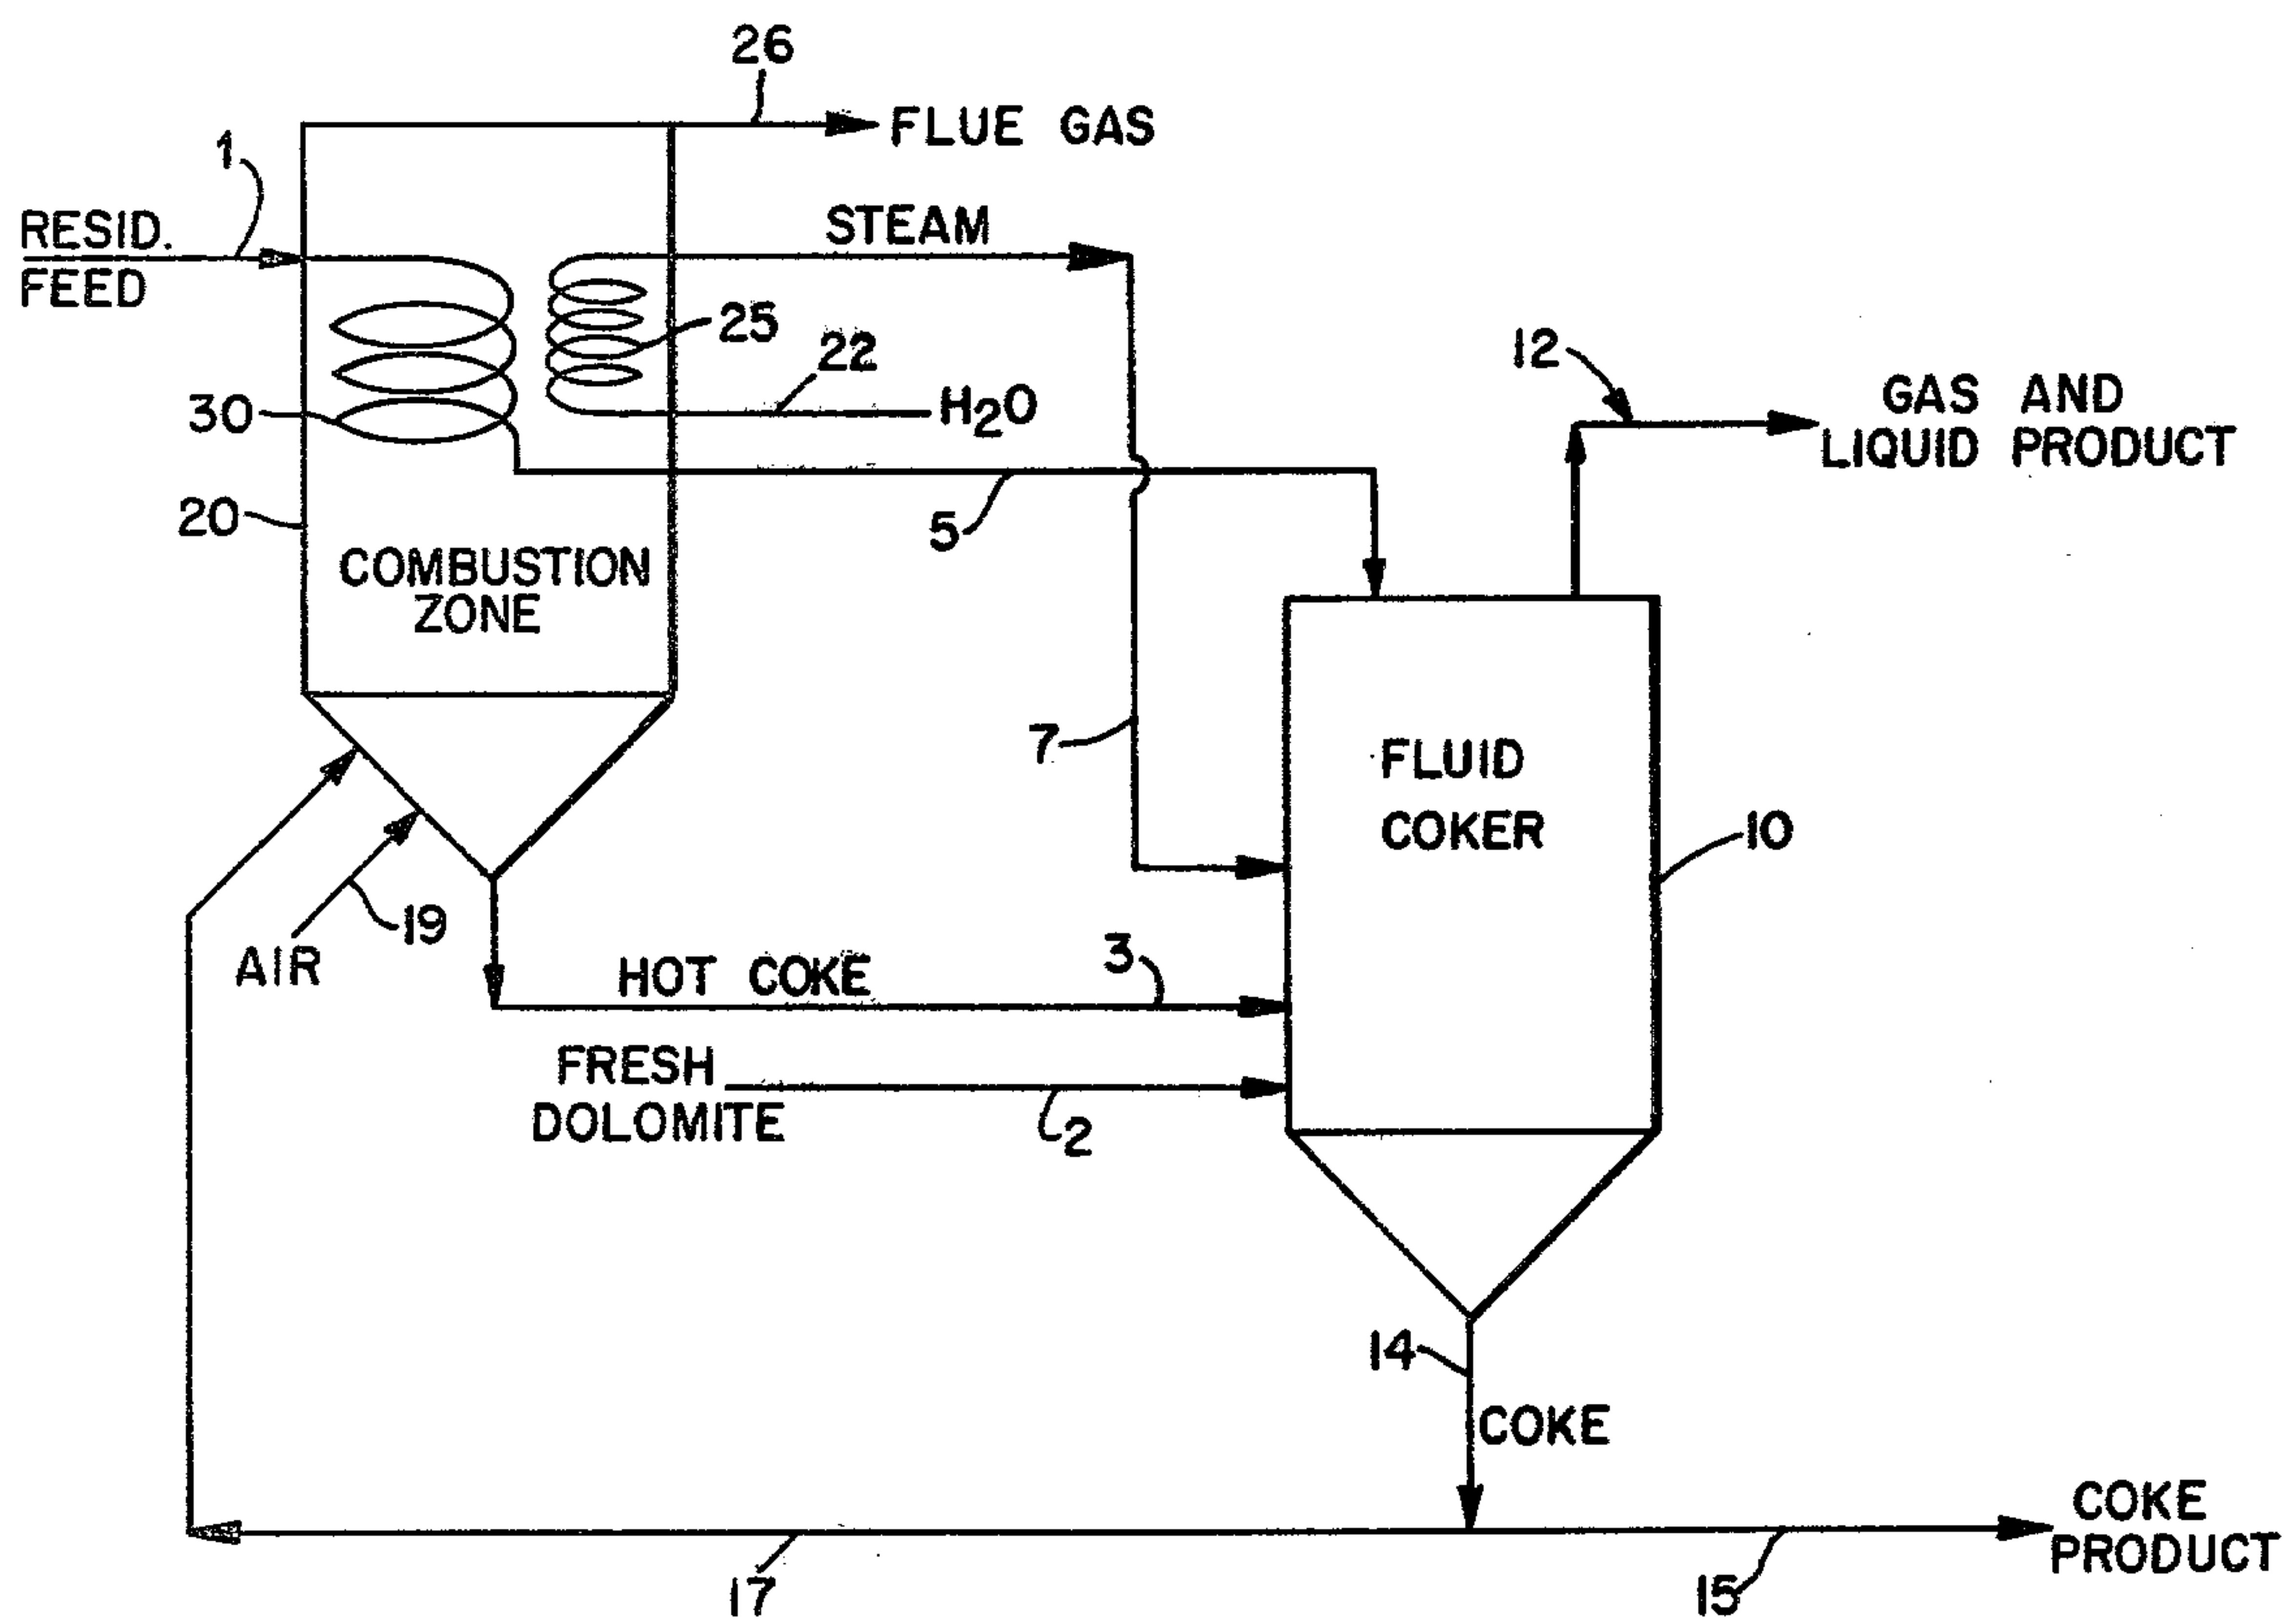 26
FLUE GAS
1
RESID.
FEED
STEAM
25
22
H2O
30
12
GAS AND
LIQUID PRODUCT
20
5
COMBUSTION
ZONE
7
FLUID
COKER
10
19
AIR
HOT COKE
3
FRESH
DOLOMITE
2
14
COKE
COKE
PRODUCT
17
15